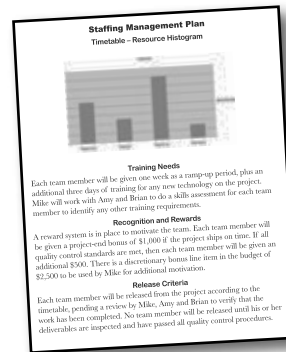 Staffing Management Plan
Timetable – Resource Histogram
Training Needs
Each team member will be given one week as a ramp-up period, plus an
additional three days of training for any new technology on the project.
Mike will work with Amy and Brian to do a skills assessment for each team
member to identify any other training requirements.
Recognition and Rewards
A reward system is in place to motivate the team. Each team member will
be given a project-end bonus of $1,000 if the project ships on time. If all
quality control standards are met, then each team member will be given an
additional $500. There is a discretionary bonus line item in the budget of
$2,500 to be used by Mike for additional motivation.
Release Criteria
Each team member will be released from the project according to the
timetable, pending a review by Mike, Amy and Brian to verify that the
work has been completed. No team member will be released until his or her
deliverables are inspected and have passed all quality control procedures.